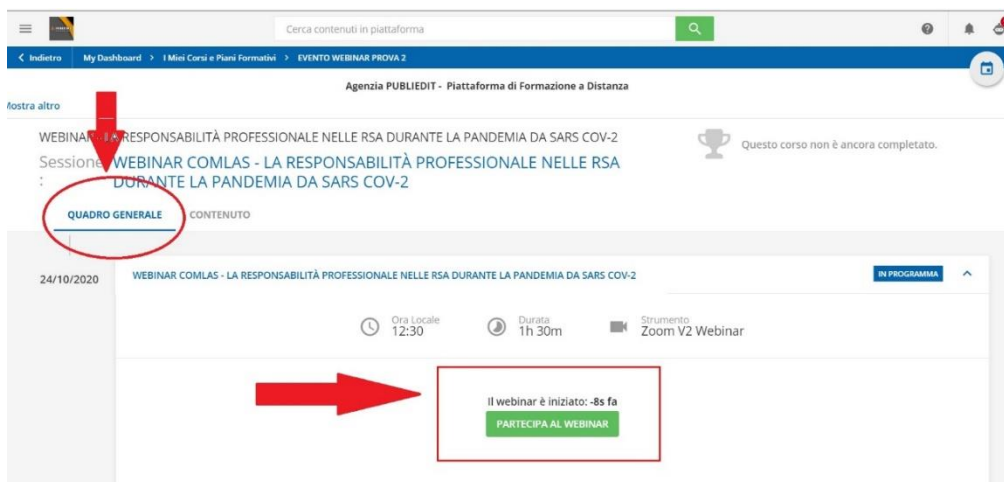 Cerca contenuti in piattaforma
Indietro My Dashboard > I Miei Corsi e Piani Formativi > EVENTO WEBINAR PROVA 2
Agenzia PUBLIEDIT - Piattaforma di Formazione a Distanza
Mostra altro
WEBINAR - LA RESPONSABILITÀ PROFESSIONALE NELLE RSA DURANTE LA PANDEMIA DA SARS COV-2
Questo corso non è ancora completato.
Sessione : WEBINAR COMLAS - LA RESPONSABILITÀ PROFESSIONALE NELLE RSA
DURANTE LA PANDEMIA DA SARS COV-2
QUADRO GENERALE CONTENUTO
24/10/2020 WEBINAR COMLAS - LA RESPONSABILITÀ PROFESSIONALE NELLE RSA DURANTE LA PANDEMIA DA SARS COV-2 IN PROGRAMMA
Ora Locale Durata Strumento
12:30 1h 30m Zoom V2 Webinar
Il webinar è iniziato: -8s fa
PARTECIPA AL WEBINAR